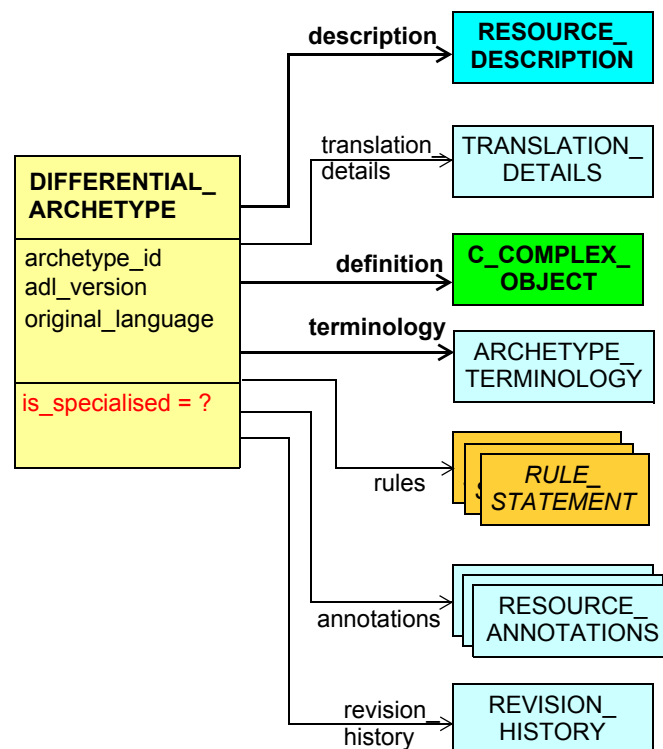 description
RESOURCE_
DESCRIPTION
translation_
details
TRANSLATION_
DETAILS
DIFFERENTIAL_
ARCHETYPE
archetype_id
adl_version
original_language
is_specialised = ?
definition
C_COMPLEX_
OBJECT
terminology
ARCHETYPE_
TERMINOLOGY
rules
RULE_
STATEMENT
annotations
RESOURCE_
ANNOTATIONS
revision_
history
REVISION_
HISTORY